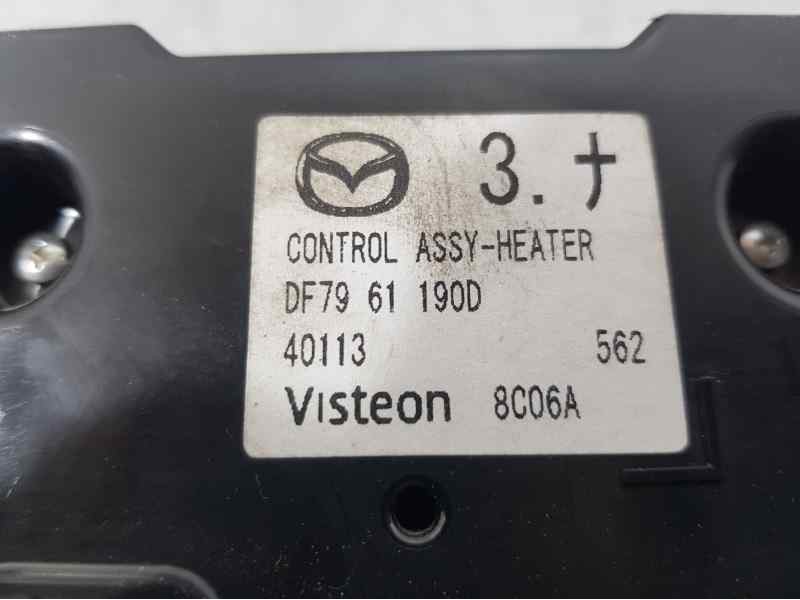 3.ナ
CONTROL ASSY-HEATER
DF79 61 190D
40113 562
Visteon 8C06A